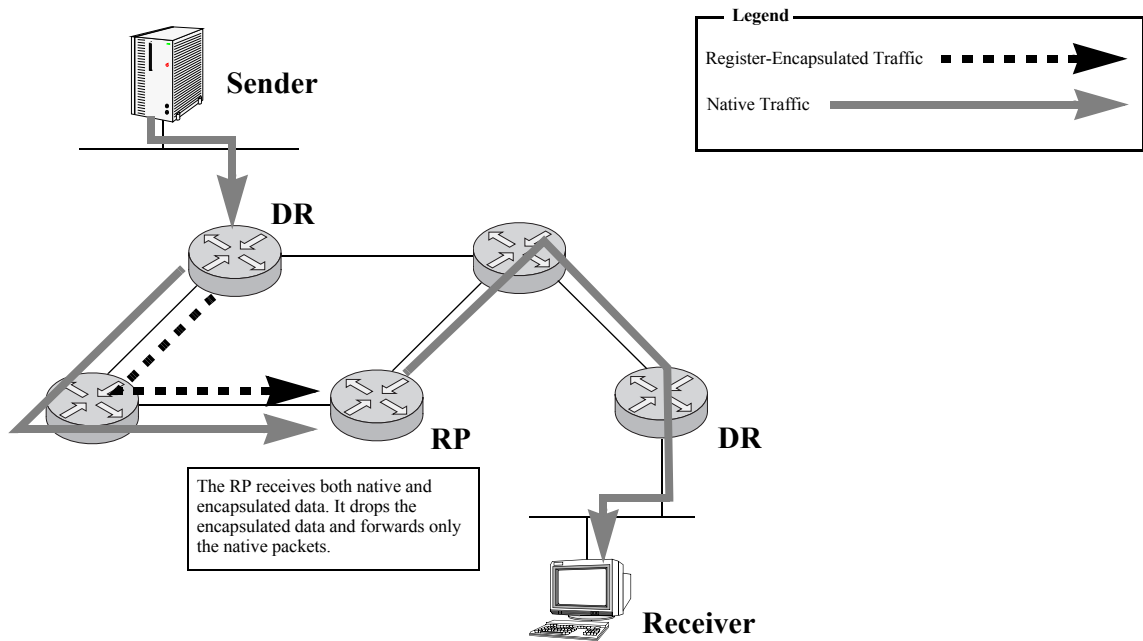 Legend
Register-Encapsulated Traffic
Native Traffic
Sender
DR
RP
DR
The RP receives both native and
encapsulated data. It drops the
encapsulated data and forwards only
the native packets.
Receiver